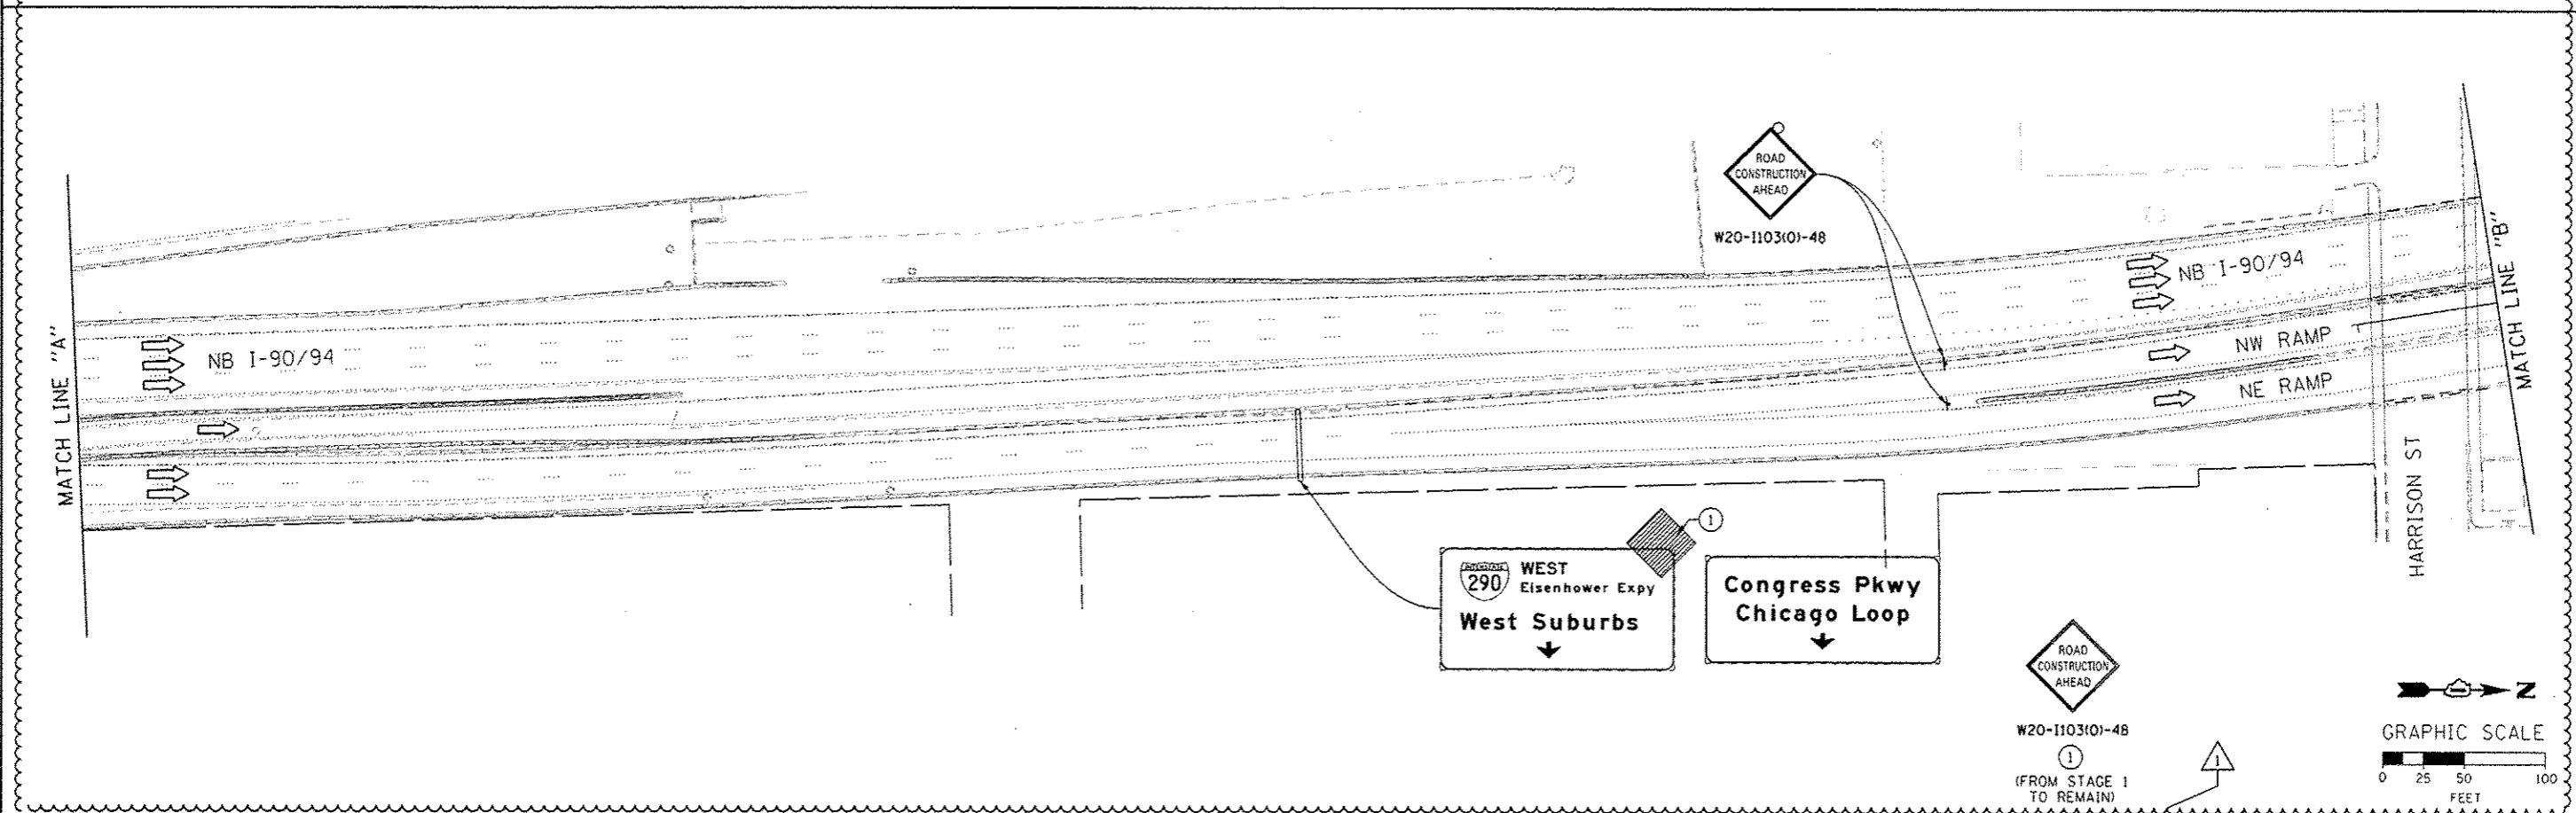 ROAD
CONSTRUCTION
AHEAD
W20-I103(0)-48
MATCH LINE "A"
NB I-90/94
NB I-90/94
NW RAMP
NE RAMP
MATCH LINE "B"
HARRISON ST
1
INTERSTATE
290
WEST
Eisenhower Expy
West Suburbs
Congress Pkwy
Chicago Loop
ROAD
CONSTRUCTION
AHEAD
W20-I103(0)-48
1
(FROM STAGE 1
TO REMAIN)
1
N
GRAPHIC SCALE
0 25 50 100
FEET